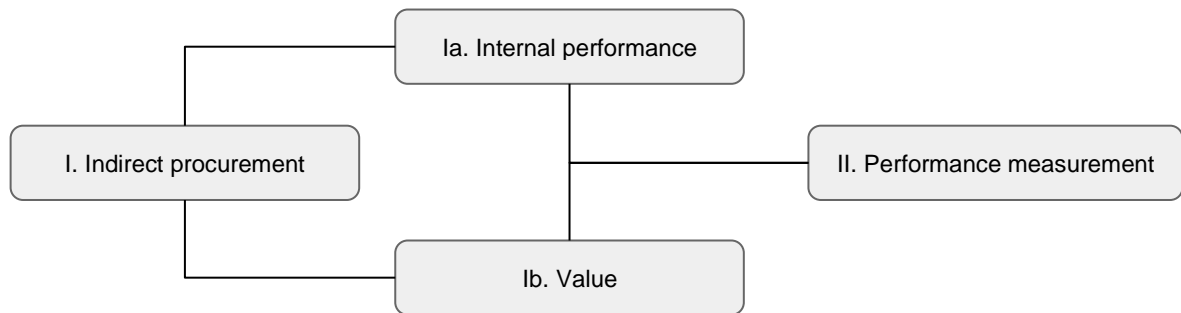 Ia. Internal performance
I. Indirect procurement
II. Performance measurement
Ib. Value